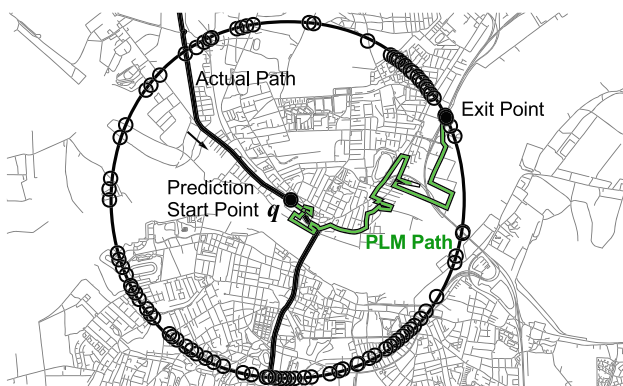 Actual Path
Exit Point
Prediction
Start Point q
PLM Path